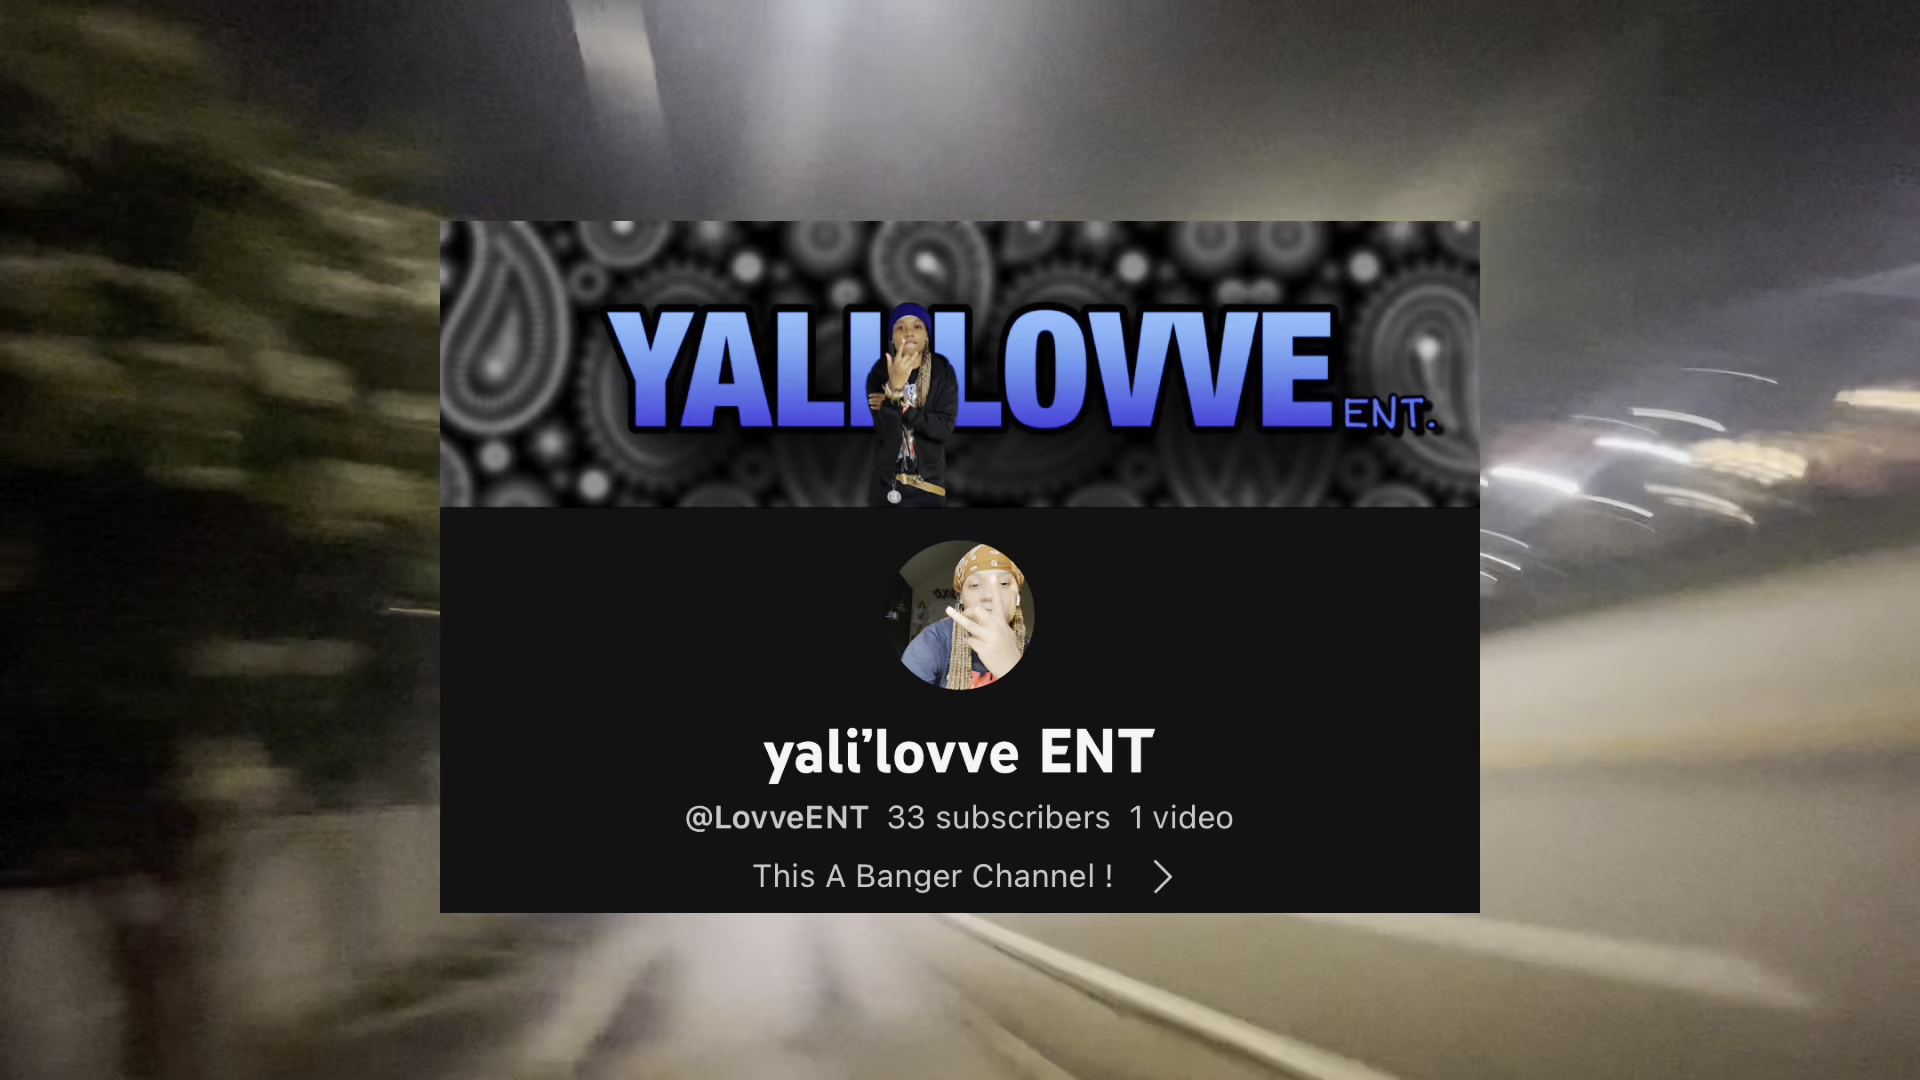 YALI LOVVE ENT.
yali’lovve ENT
@LovveENT 33 subscribers 1 video
This A Banger Channel !